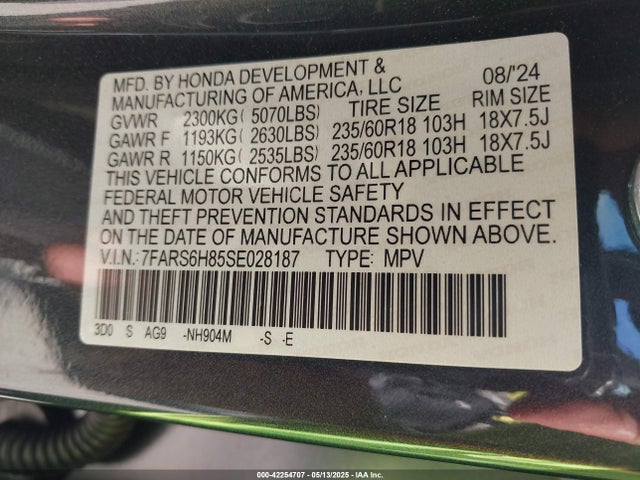 MFD. BY HONDA DEVELOPMENT &
MANUFACTURING OF AMERICA, LLC 08/'24
GVWR 2300KG( 5070LBS) TIRE SIZE RIM SIZE
GAWR F 1193KG( 2630LBS) 235/60R18 103H 18X7.5J
GAWR R 1150KG( 2535LBS) 235/60R18 103H 18X7.5J
THIS VEHICLE CONFORMS TO ALL APPLICABLE
FEDERAL MOTOR VEHICLE SAFETY
AND THEFT PREVENTION STANDARDS IN EFFECT
ON THE DATE OF MANUFACTURE SHOWN ABOVE.
V.I.N.:7FARS6H85SE028187 TYPE: MPV
3D0 S AG9 -NH904M -S -E
000-42254707 - 05/13/2025 - IAA Inc.